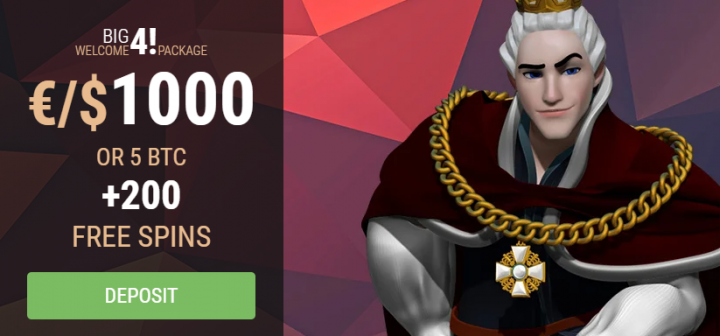 BIG 4!
WELCOME PACKAGE
€/$1000
OR 5 BTC
+200
FREE SPINS
DEPOSIT